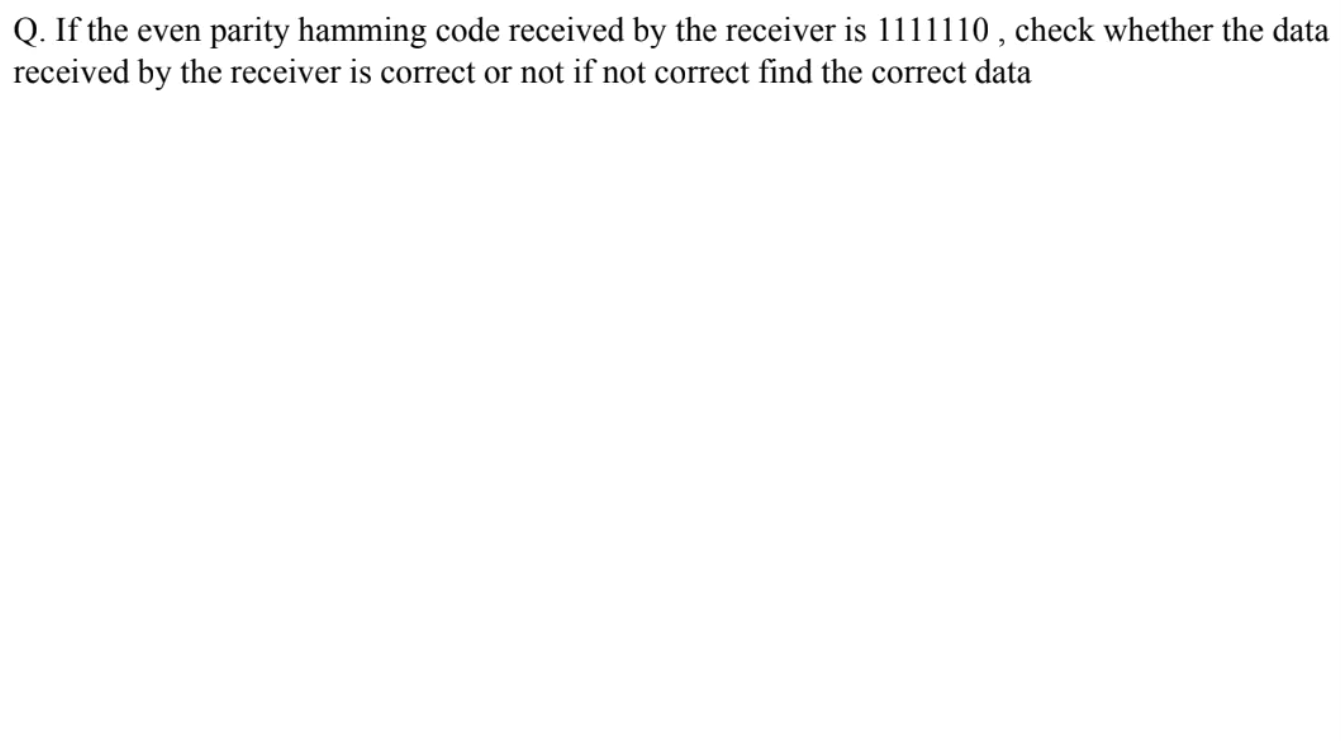 Q. If the even parity hamming code received by the receiver is 1111110 , check whether the data
received by the receiver is correct or not if not correct find the correct data